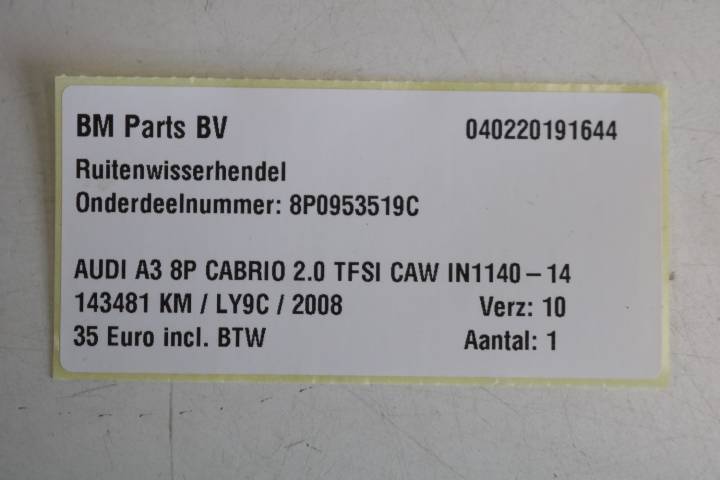 BM Parts BV 040220191644
Ruitenwisserhendel
Onderdeelnummer: 8P0953519C
AUDI A3 8P CABRIO 2.0 TFSI CAW IN1140 – 14
143481 KM / LY9C / 2008 Verz: 10
35 Euro incl. BTW Aantal: 1